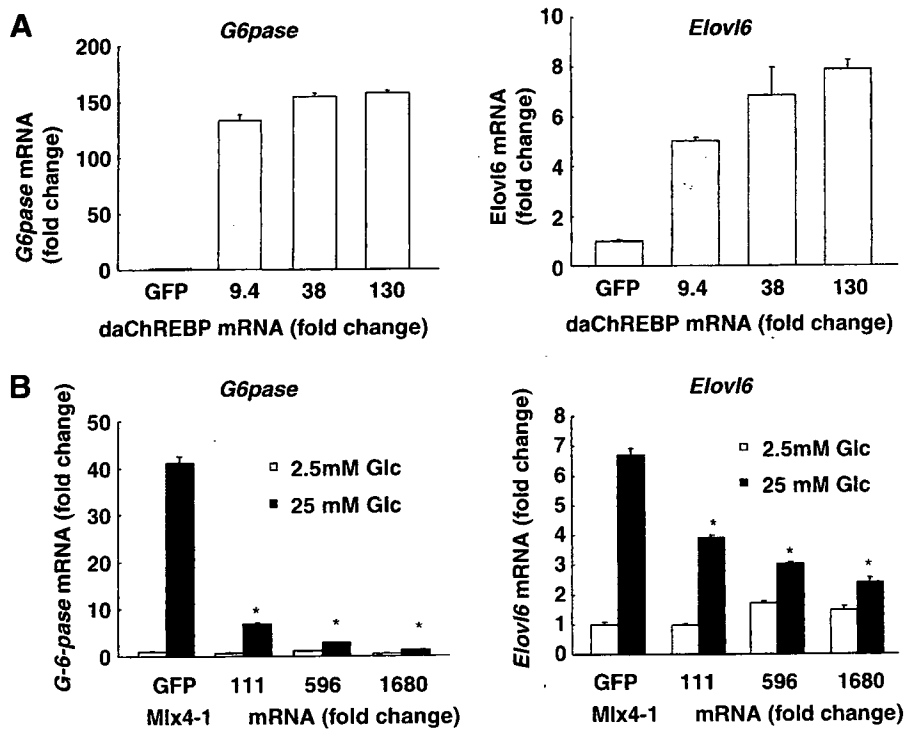 A
G6pase
G6pase mRNA
(fold change)
200
150
100
50
0
GFP 9.4 38 130
daChREBP mRNA (fold change)
Elovl6
Elovl6 mRNA
(fold change)
10
8
6
4
2
0
GFP 9.4 38 130
daChREBP mRNA (fold change)
B
G6pase
G-6-pase mRNA (fold change)
50
40
30
20
10
0
2.5mM Glc
25 mM Glc
* * *
GFP 111 596 1680
Mlx4-1 mRNA (fold change)
Elovl6
Elovl6 mRNA (fold change)
8
7
6
5
4
3
2
1
0
2.5mM Glc
25 mM Glc
* * *
GFP 111 596 1680
Mlx4-1 mRNA (fold change)